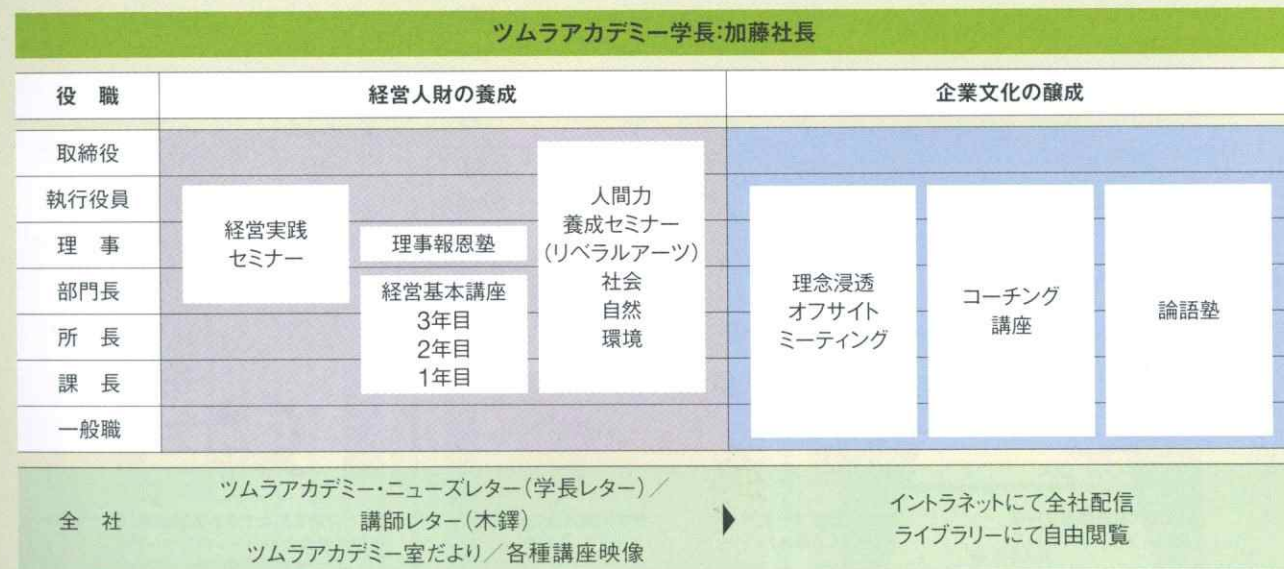 ツムラアカデミー学長:加藤社長
役 職
経営人財の養成
企業文化の醸成
取締役
執行役員
理 事
部門長
所 長
課 長
一般職
経営実践
セミナー
理事報恩塾
経営基本講座
3年目
2年目
1年目
人間力
養成セミナー
(リベラルアーツ)
社会
自然
環境
理念浸透
オフサイト
ミーティング
コーチング
講座
論語塾
全 社
ツムラアカデミー・ニューズレター(学長レター)/
講師レター(木鐸)
ツムラアカデミー室だより/各種講座映像
イントラネットにて全社配信
ライブラリーにて自由閲覧